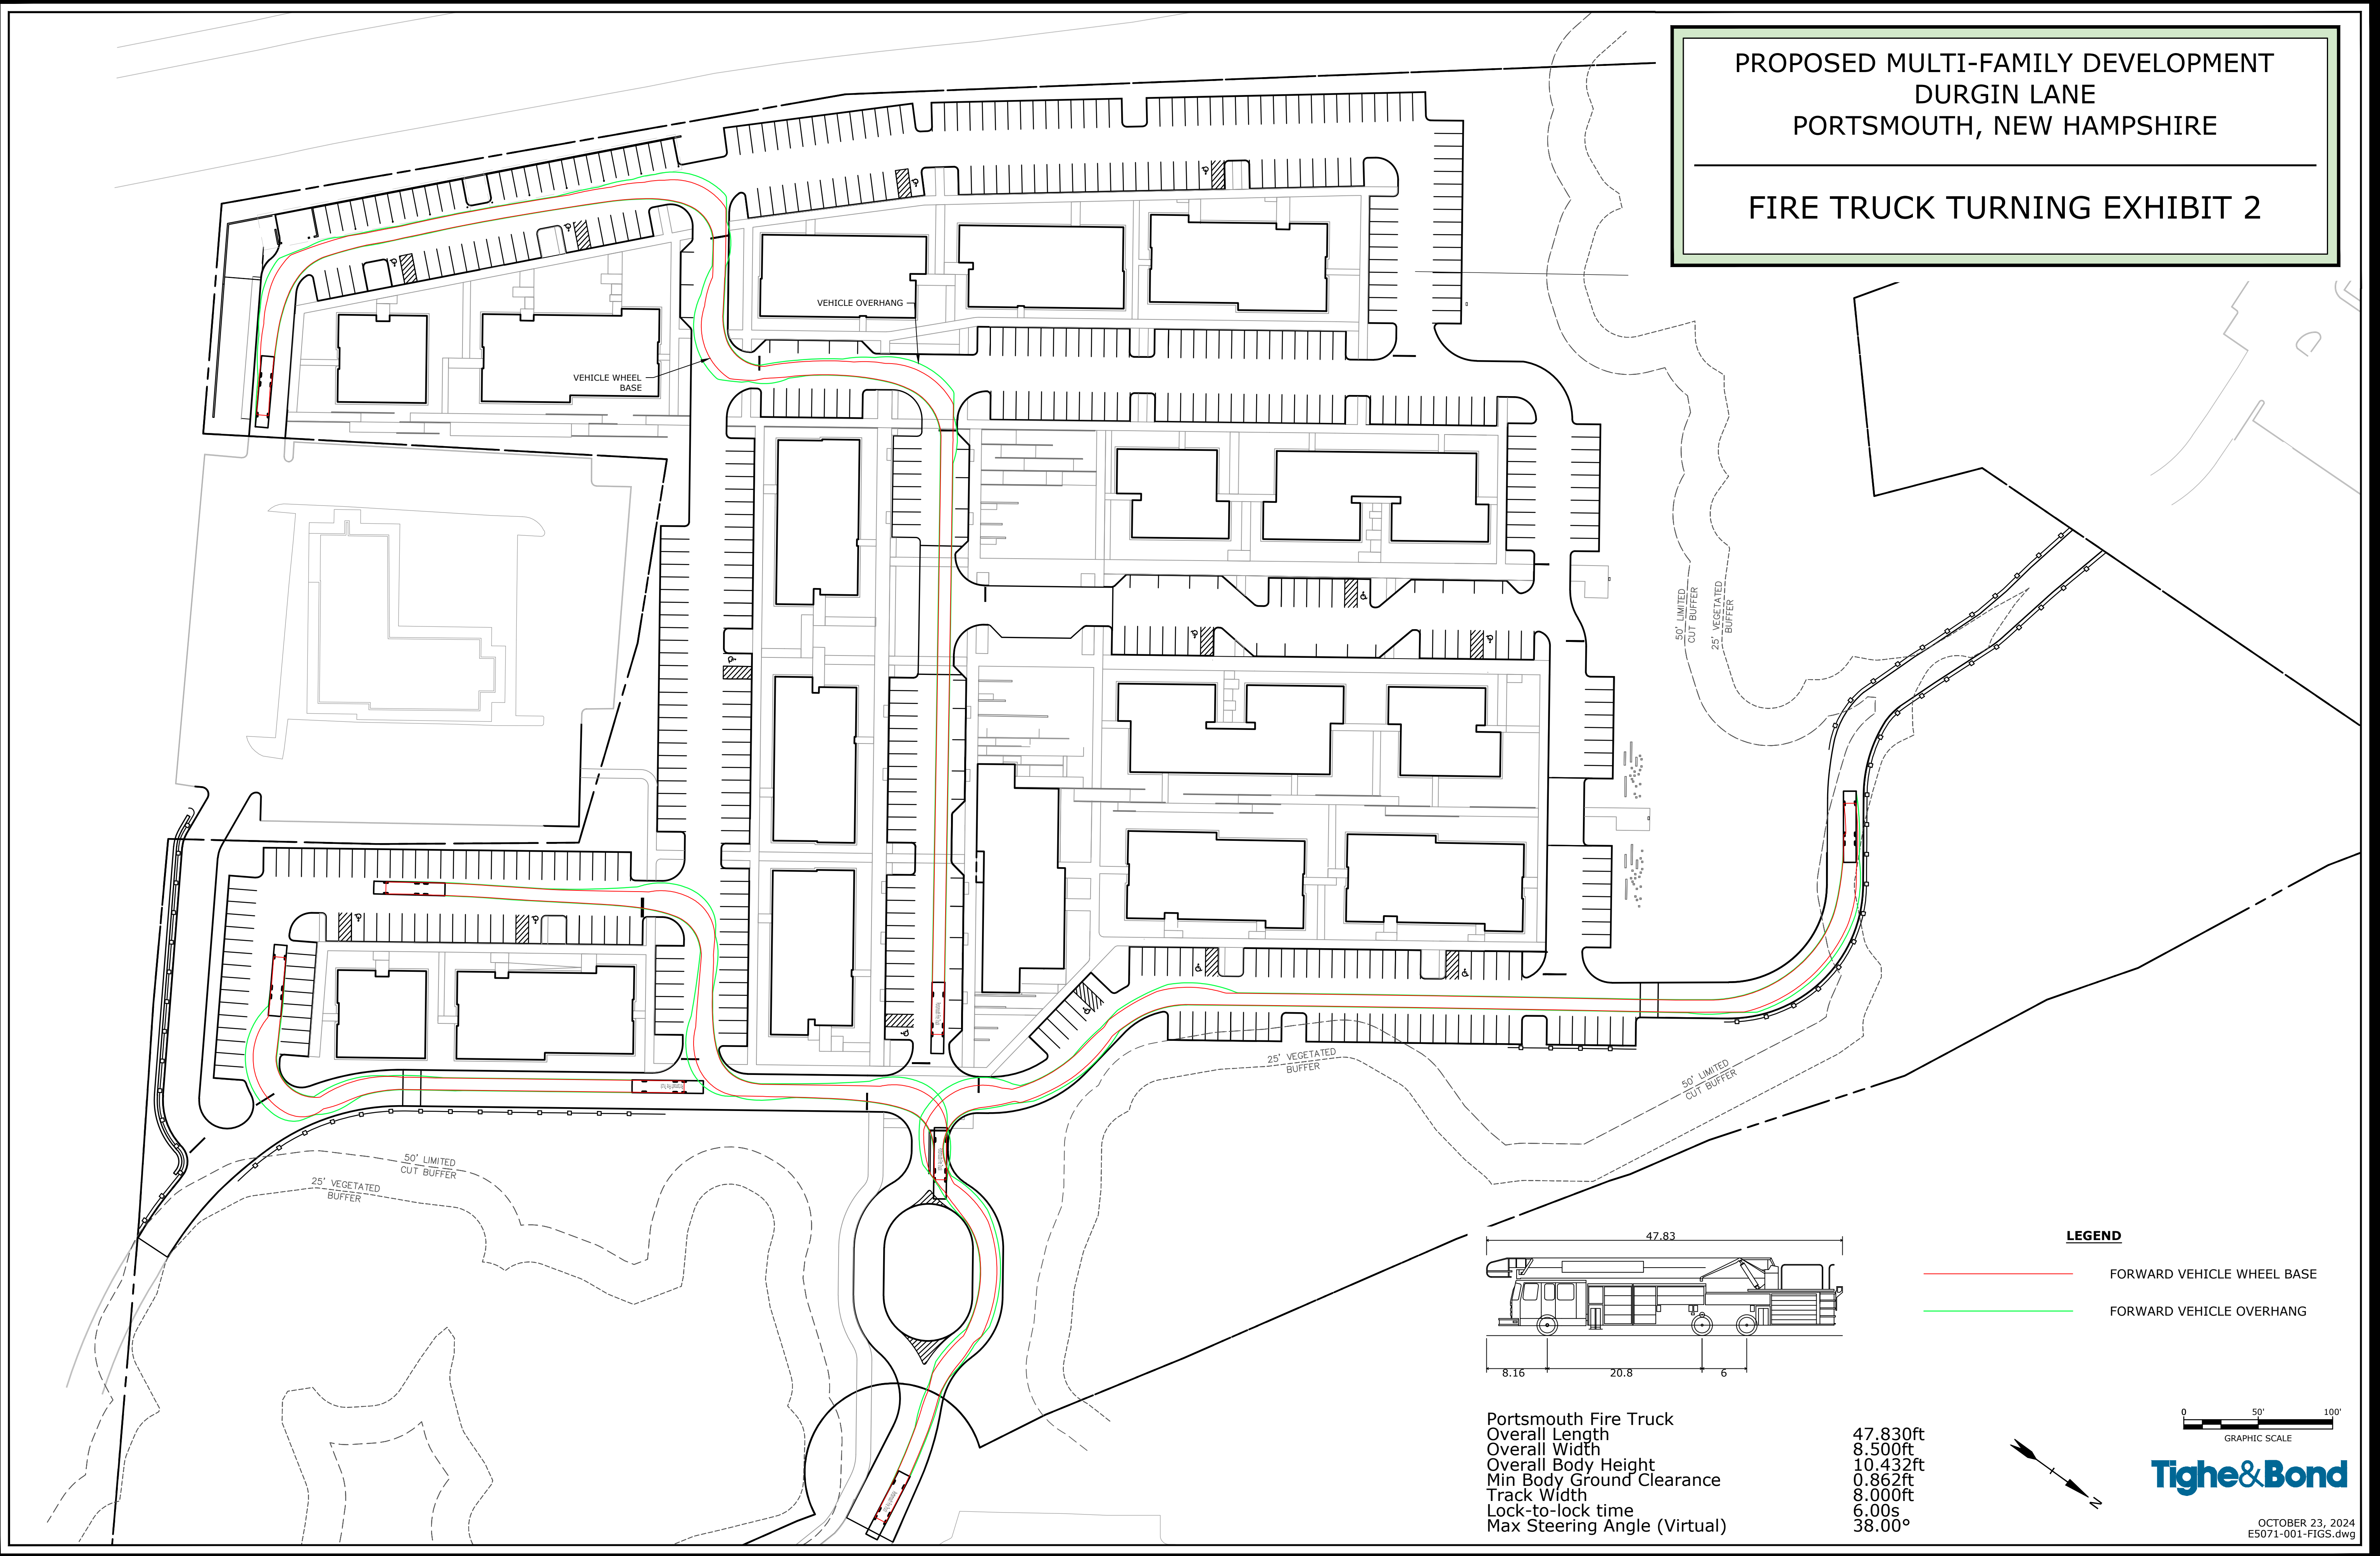 PROPOSED MULTI-FAMILY DEVELOPMENT
DURGIN LANE
PORTSMOUTH, NEW HAMPSHIRE
FIRE TRUCK TURNING EXHIBIT 2
VEHICLE OVERHANG
VEHICLE WHEEL
BASE
50' LIMITED
CUT BUFFER
25' VEGETATED
BUFFER
25' VEGETATED
BUFFER
50' LIMITED
CUT BUFFER
50' LIMITED
CUT BUFFER
25' VEGETATED
BUFFER
47.83
8.16
20.8
6
LEGEND
FORWARD VEHICLE WHEEL BASE
FORWARD VEHICLE OVERHANG
Portsmouth Fire Truck
Overall Length 47.830ft
Overall Width 8.500ft
Overall Body Height 10.432ft
Min Body Ground Clearance 0.862ft
Track Width 8.000ft
Lock-to-lock time 6.00s
Max Steering Angle (Virtual) 38.00°
N
0 50' 100'
GRAPHIC SCALE
Tighe&Bond
OCTOBER 23, 2024
E5071-001-FIGS.dwg